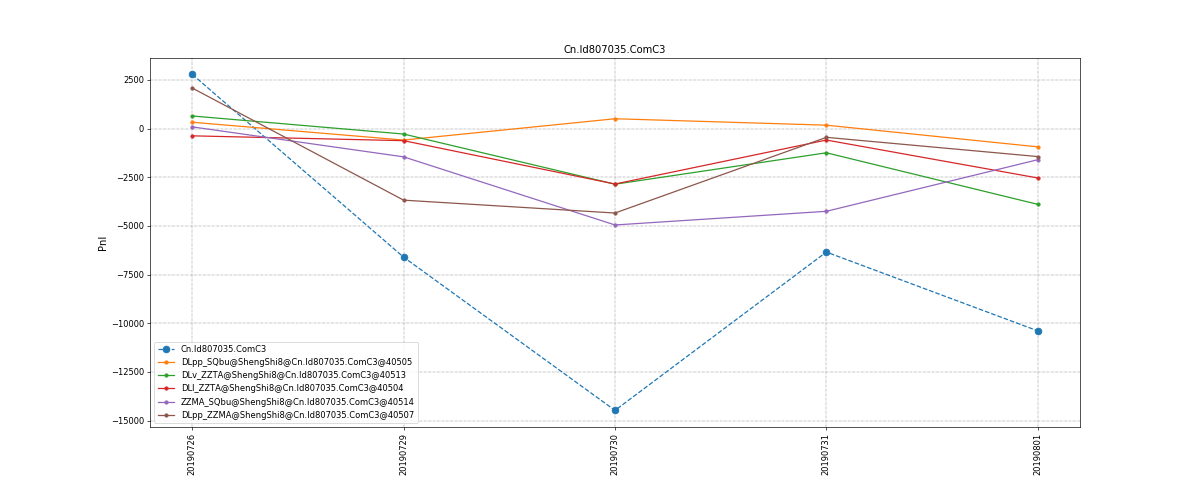 Cn.Id807035.ComC3
2500
0
−2500
−5000
−7500
−10000
−12500
−15000
Pnl
Cn.Id807035.ComC3
DLpp_SQbu@ShengShi8@Cn.Id807035.ComC3@40505
DLv_ZZTA@ShengShi8@Cn.Id807035.ComC3@40513
DLl_ZZTA@ShengShi8@Cn.Id807035.ComC3@40504
ZZMA_SQbu@ShengShi8@Cn.Id807035.ComC3@40514
DLpp_ZZMA@ShengShi8@Cn.Id807035.ComC3@40507
20190726
20190729
20190730
20190731
20190801